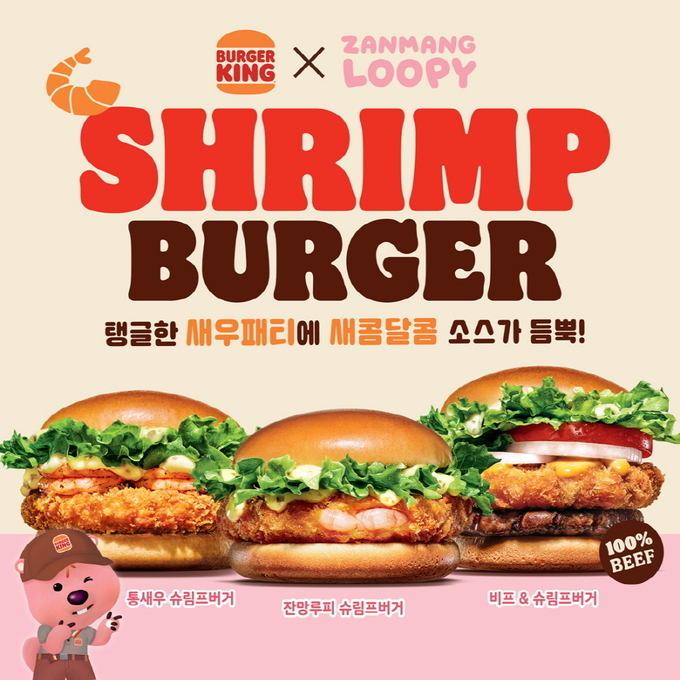 BURGER
KING
ZANMANG
LOOPY
SHRIMP
BURGER
탱글한 새우패티에 새콤달콤 소스가 듬뿍!
100%
BEEF
BURGER
KING
통새우 슈림프버거
잔망루피 슈림프버거
비프 & 슈림프버거